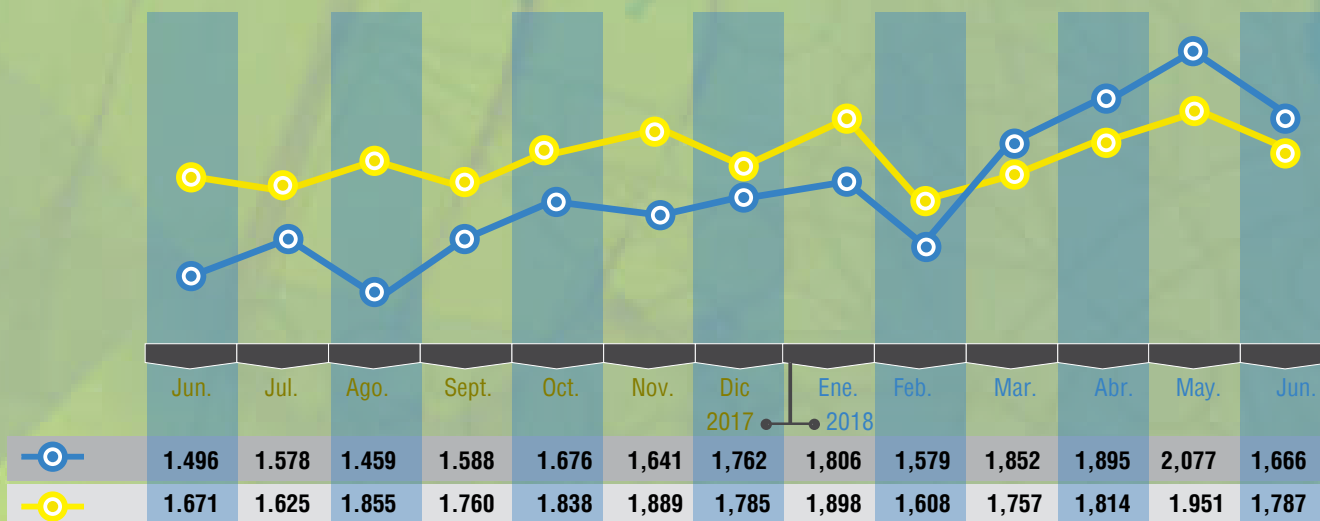 Jun. Jul. Ago. Sept. Oct. Nov. Dic Ene. Feb. Mar. Abr. May. Jun.
2017 2018
1.496 1.578 1.459 1.588 1.676 1,641 1,762 1,806 1,579 1,852 1,895 2,077 1,666
1.671 1.625 1.855 1.760 1.838 1,889 1,785 1,898 1,608 1,757 1,814 1.951 1,787